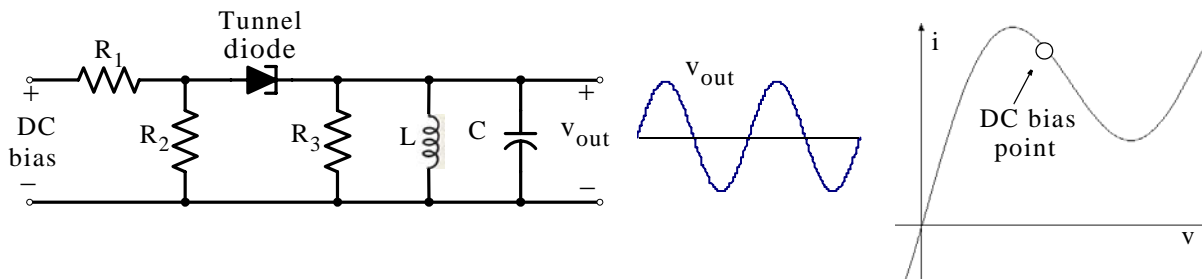 Tunnel
diode
R1
+
DC
bias
−
R2
R3
L
C
+
vout
−
vout
i
DC bias
point
v